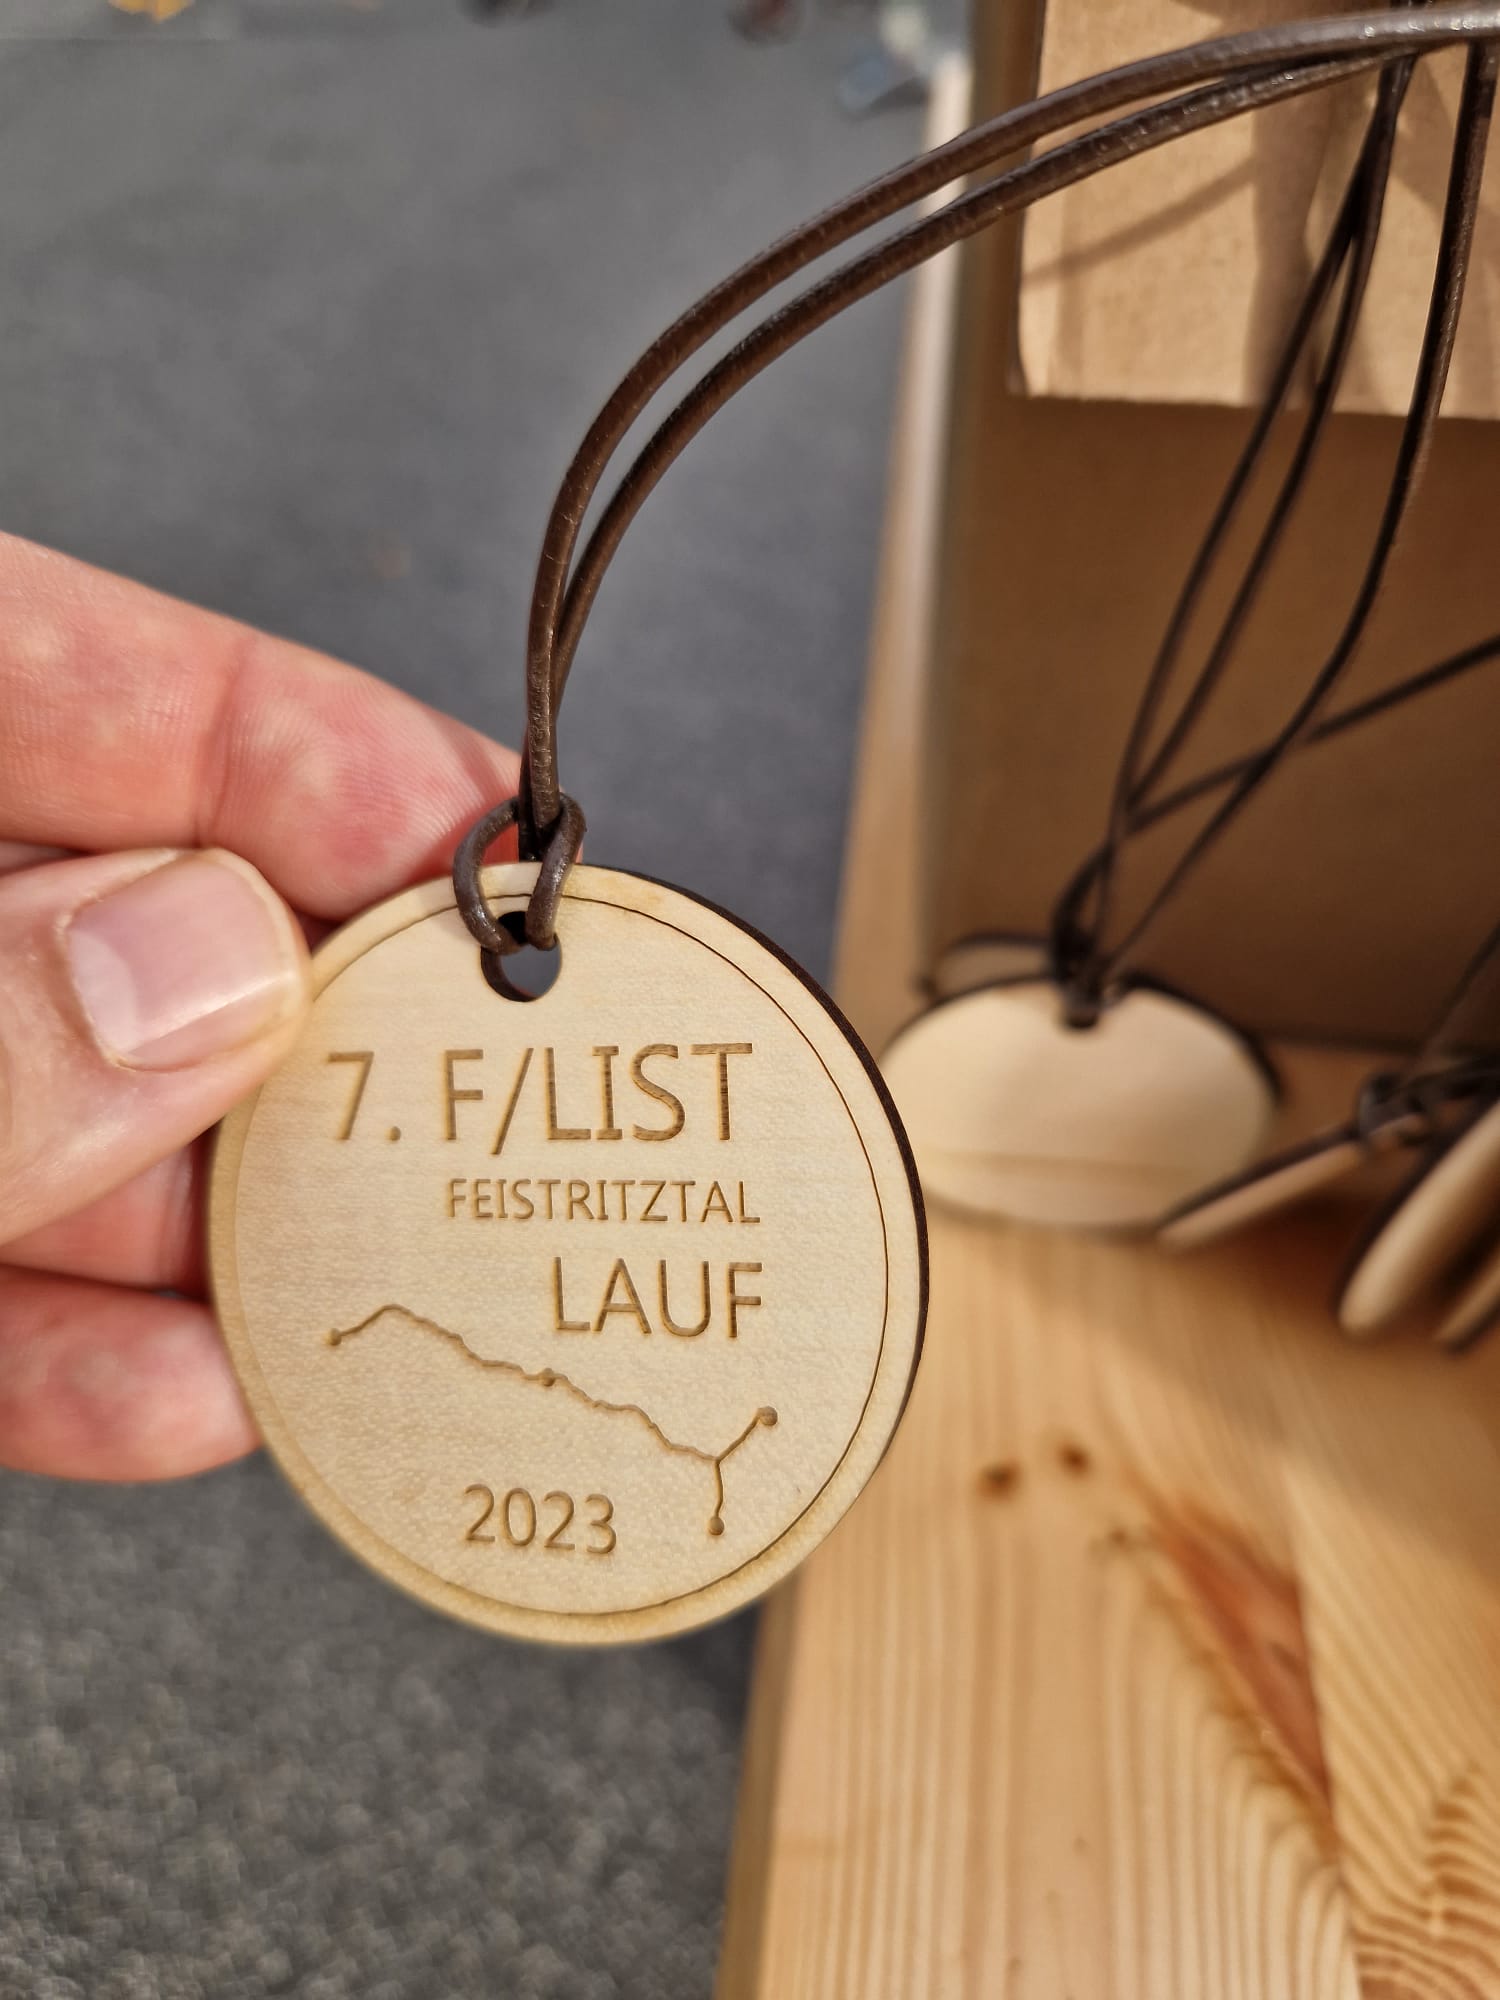 7. F/LIST
FEISTRITZTAL
LAUF
2023